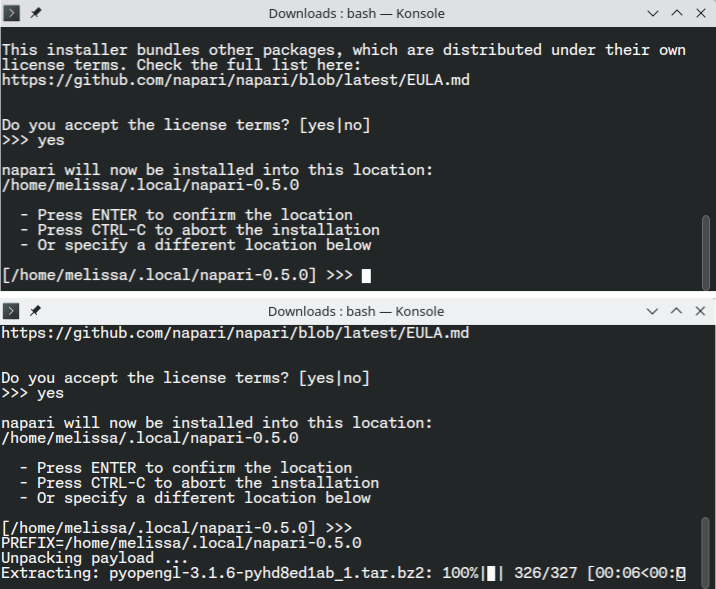 Downloads : bash — Konsole
This installer bundles other packages, which are distributed under their own
license terms. Check the full list here:
https://github.com/napari/napari/blob/latest/EULA.md
Do you accept the license terms? [yes|no]
>>> yes
napari will now be installed into this location:
/home/melissa/.local/napari-0.5.0
- Press ENTER to confirm the location
- Press CTRL-C to abort the installation
- Or specify a different location below
[/home/melissa/.local/napari-0.5.0] >>>
Downloads : bash — Konsole
https://github.com/napari/napari/blob/latest/EULA.md
Do you accept the license terms? [yes|no]
>>> yes
napari will now be installed into this location:
/home/melissa/.local/napari-0.5.0
- Press ENTER to confirm the location
- Press CTRL-C to abort the installation
- Or specify a different location below
[/home/melissa/.local/napari-0.5.0] >>>
PREFIX=/home/melissa/.local/napari-0.5.0
Unpacking payload ...
Extracting: pyopengl-3.1.6-pyhd8ed1ab_1.tar.bz2: 100%|█| 326/327 [00:06<00:0